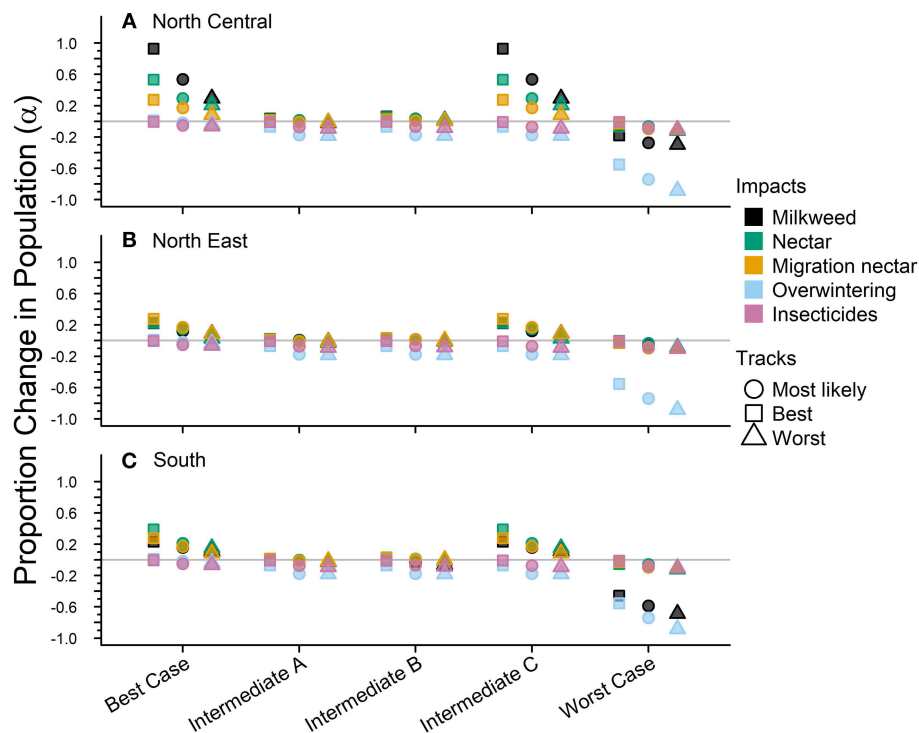 A North Central
1.0
0.6
0.2
-0.2
-0.6
-1.0
B North East
1.0
0.6
0.2
-0.2
-0.6
-1.0
C South
1.0
0.6
0.2
-0.2
-0.6
-1.0
Proportion Change in Population (α)
Best Case
Intermediate A
Intermediate B
Intermediate C
Worst Case
Impacts
Milkweed
Nectar
Migration nectar
Overwintering
Insecticides
Tracks
Most likely
Best
Worst